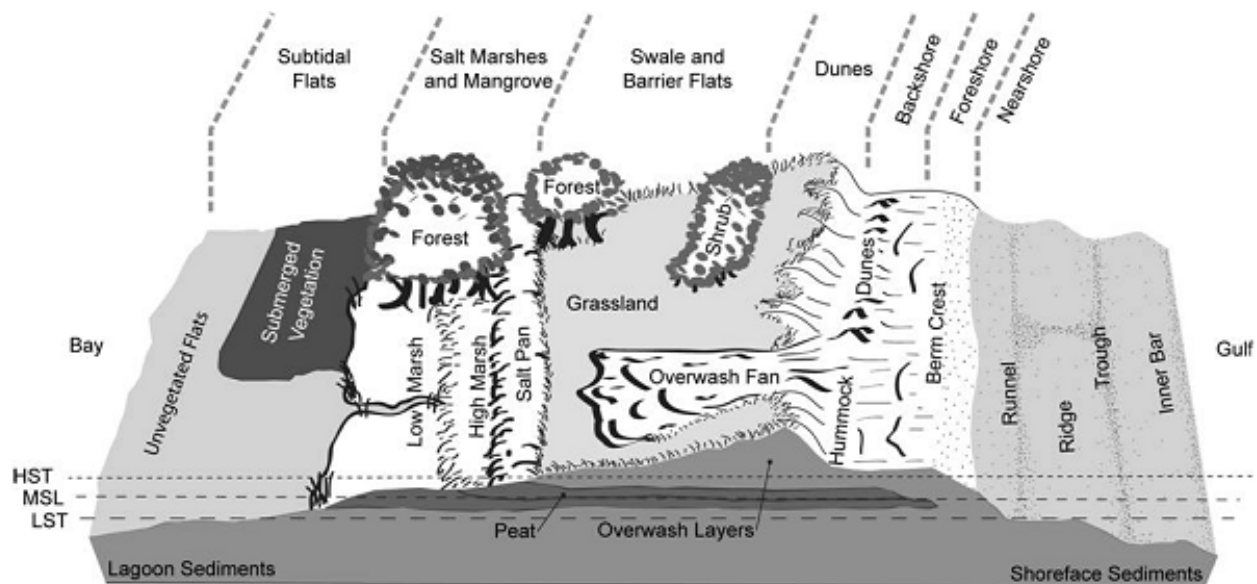 Subtidal
Flats
Salt Marshes
and Mangrove
Swale and
Barrier Flats
Dunes
Backshore
Foreshore
Nearshore
Forest
Forest
Shrub
Submerged
Vegetation
Unvegetated Flats
Bay
Gulf
Grassland
Dunes
Low Marsh
High Marsh
Salt Pan
Overwash Fan
Hummock
Berm Crest
Runnel
Ridge
Trough
Inner Bar
HST
MSL
LST
Peat
Overwash Layers
Lagoon Sediments
Shoreface Sediments